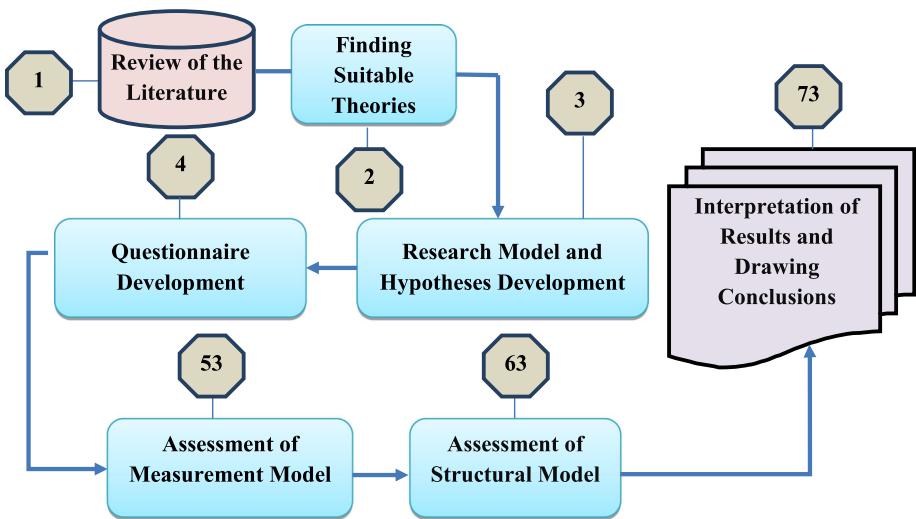 1
Review of the
Literature
Finding
Suitable
Theories
2
3
Research Model and
Hypotheses Development
4
Questionnaire
Development
53
Assessment of
Measurement Model
63
Assessment of
Structural Model
73
Interpretation of
Results and
Drawing
Conclusions